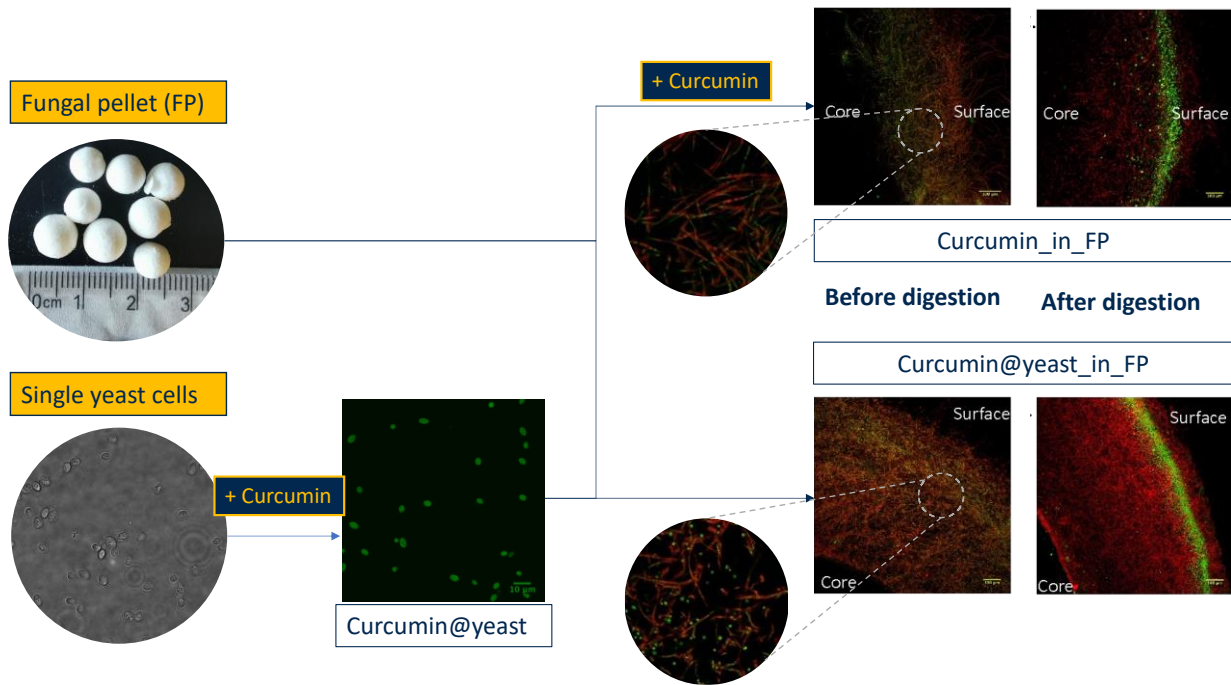 Fungal pellet (FP)
0cm 1 2 3
Single yeast cells
+ Curcumin
10 µm
Curcumin@yeast
+ Curcumin
Core
Surface
Core
Surface
Curcumin_in_FP
Before digestion
After digestion
Curcumin@yeast_in_FP
Surface
Core
Surface
Core